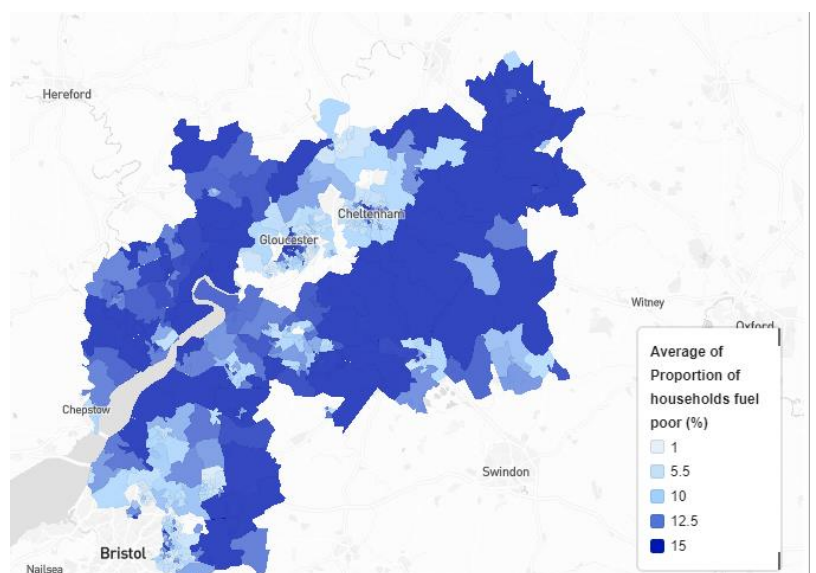 Hereford
Cheltenham
Gloucester
Witney
Oxford
Chepstow
Swindon
Bristol
Nailsea
Average of
Proportion of
households fuel
poor (%)
1
5.5
10
12.5
15